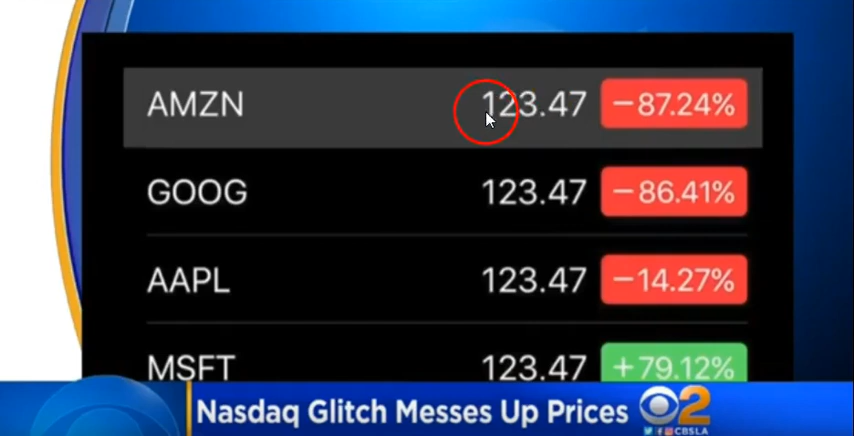 AMZN 123.47 −87.24%
GOOG 123.47 −86.41%
AAPL 123.47 −14.27%
MSFT 123.47 +79.12%
Nasdaq Glitch Messes Up Prices 2
CBSLA